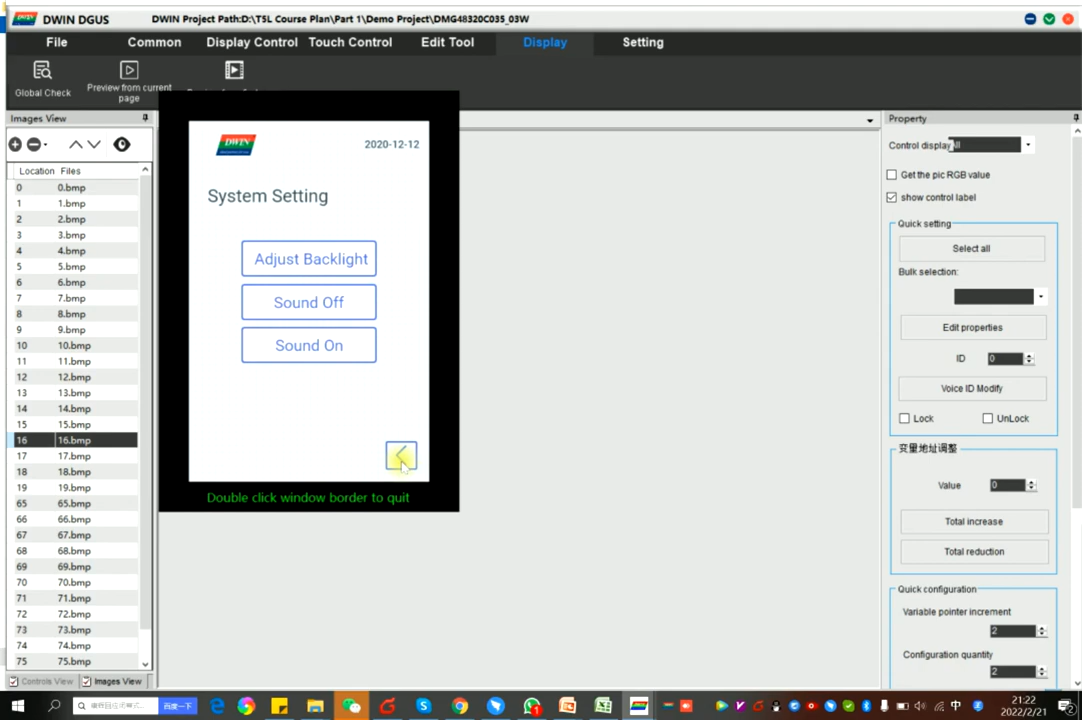 DWIN DGUS DWIN Project Path:D:\T5L Course Plan\Part 1\Demo Project\DMG48320C035_03W
File Common Display Control Touch Control Edit Tool Display Setting
Global Check
Preview from current
page
Images View
Location Files
0 0.bmp
1 1.bmp
2 2.bmp
3 3.bmp
4 4.bmp
5 5.bmp
6 6.bmp
7 7.bmp
8 8.bmp
9 9.bmp
10 10.bmp
11 11.bmp
12 12.bmp
13 13.bmp
14 14.bmp
15 15.bmp
16 16.bmp
17 17.bmp
18 18.bmp
19 19.bmp
65 65.bmp
66 66.bmp
67 67.bmp
68 68.bmp
69 69.bmp
70 70.bmp
71 71.bmp
72 72.bmp
73 73.bmp
74 74.bmp
75 75.bmp
Controls View Images View
DWIN 2020-12-12
System Setting
Adjust Backlight
Sound Off
Sound On
Double click window border to quit
Property
Control display All
Get the pic RGB value
show control label
Quick setting
Select all
Bulk selection:
Edit properties
ID 0
Voice ID Modify
Lock UnLock
变量地址调整
Value 0
Total increase
Total reduction
Quick configuration
Variable pointer increment
2
Configuration quantity
2
百度一下
中
21:22
2022/2/21